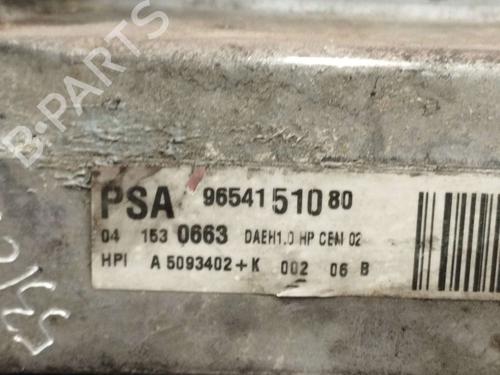 B-PARTS
PSA 96541 510 80
04 153 0663 DAEH1.0 HP CEM 02
HPI A 5093402+K 002 06 B